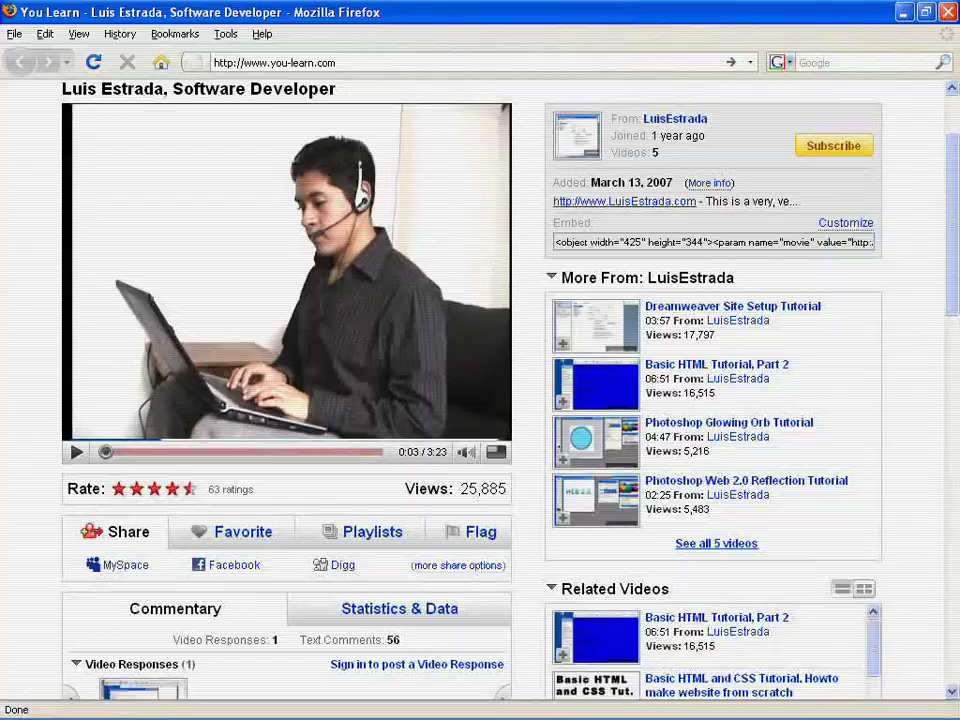 You Learn - Luis Estrada, Software Developer - Mozilla Firefox
File Edit View History Bookmarks Tools Help
http://www.you-learn.com
G Google
Luis Estrada, Software Developer
From: LuisEstrada
Joined: 1 year ago
Videos: 5
Subscribe
Added: March 13, 2007 (More info)
http://www.LuisEstrada.com - This is a very, ve...
Embed: Customize
<object width="425" height="344"><param name="movie" value="http:.
0:03 / 3:23
Rate: 63 ratings Views: 25,885
Share Favorite Playlists Flag
MySpace Facebook Digg (more share options)
Commentary Statistics & Data
Video Responses: 1 Text Comments: 56
Video Responses (1) Sign in to post a Video Response
More From: LuisEstrada
Dreamweaver Site Setup Tutorial
03:57 From: LuisEstrada
Views: 17,797
Basic HTML Tutorial, Part 2
06:51 From: LuisEstrada
Views: 16,515
Photoshop Glowing Orb Tutorial
04:47 From: LuisEstrada
Views: 5,216
WEB 2.0
Photoshop Web 2.0 Reflection Tutorial
02:25 From: LuisEstrada
Views: 5,483
See all 5 videos
Related Videos
Basic HTML Tutorial, Part 2
06:51 From: LuisEstrada
Views: 16,515
Basic HTML
and CSS Tut.
Basic HTML and CSS Tutorial. Howto
make website from scratch
Done